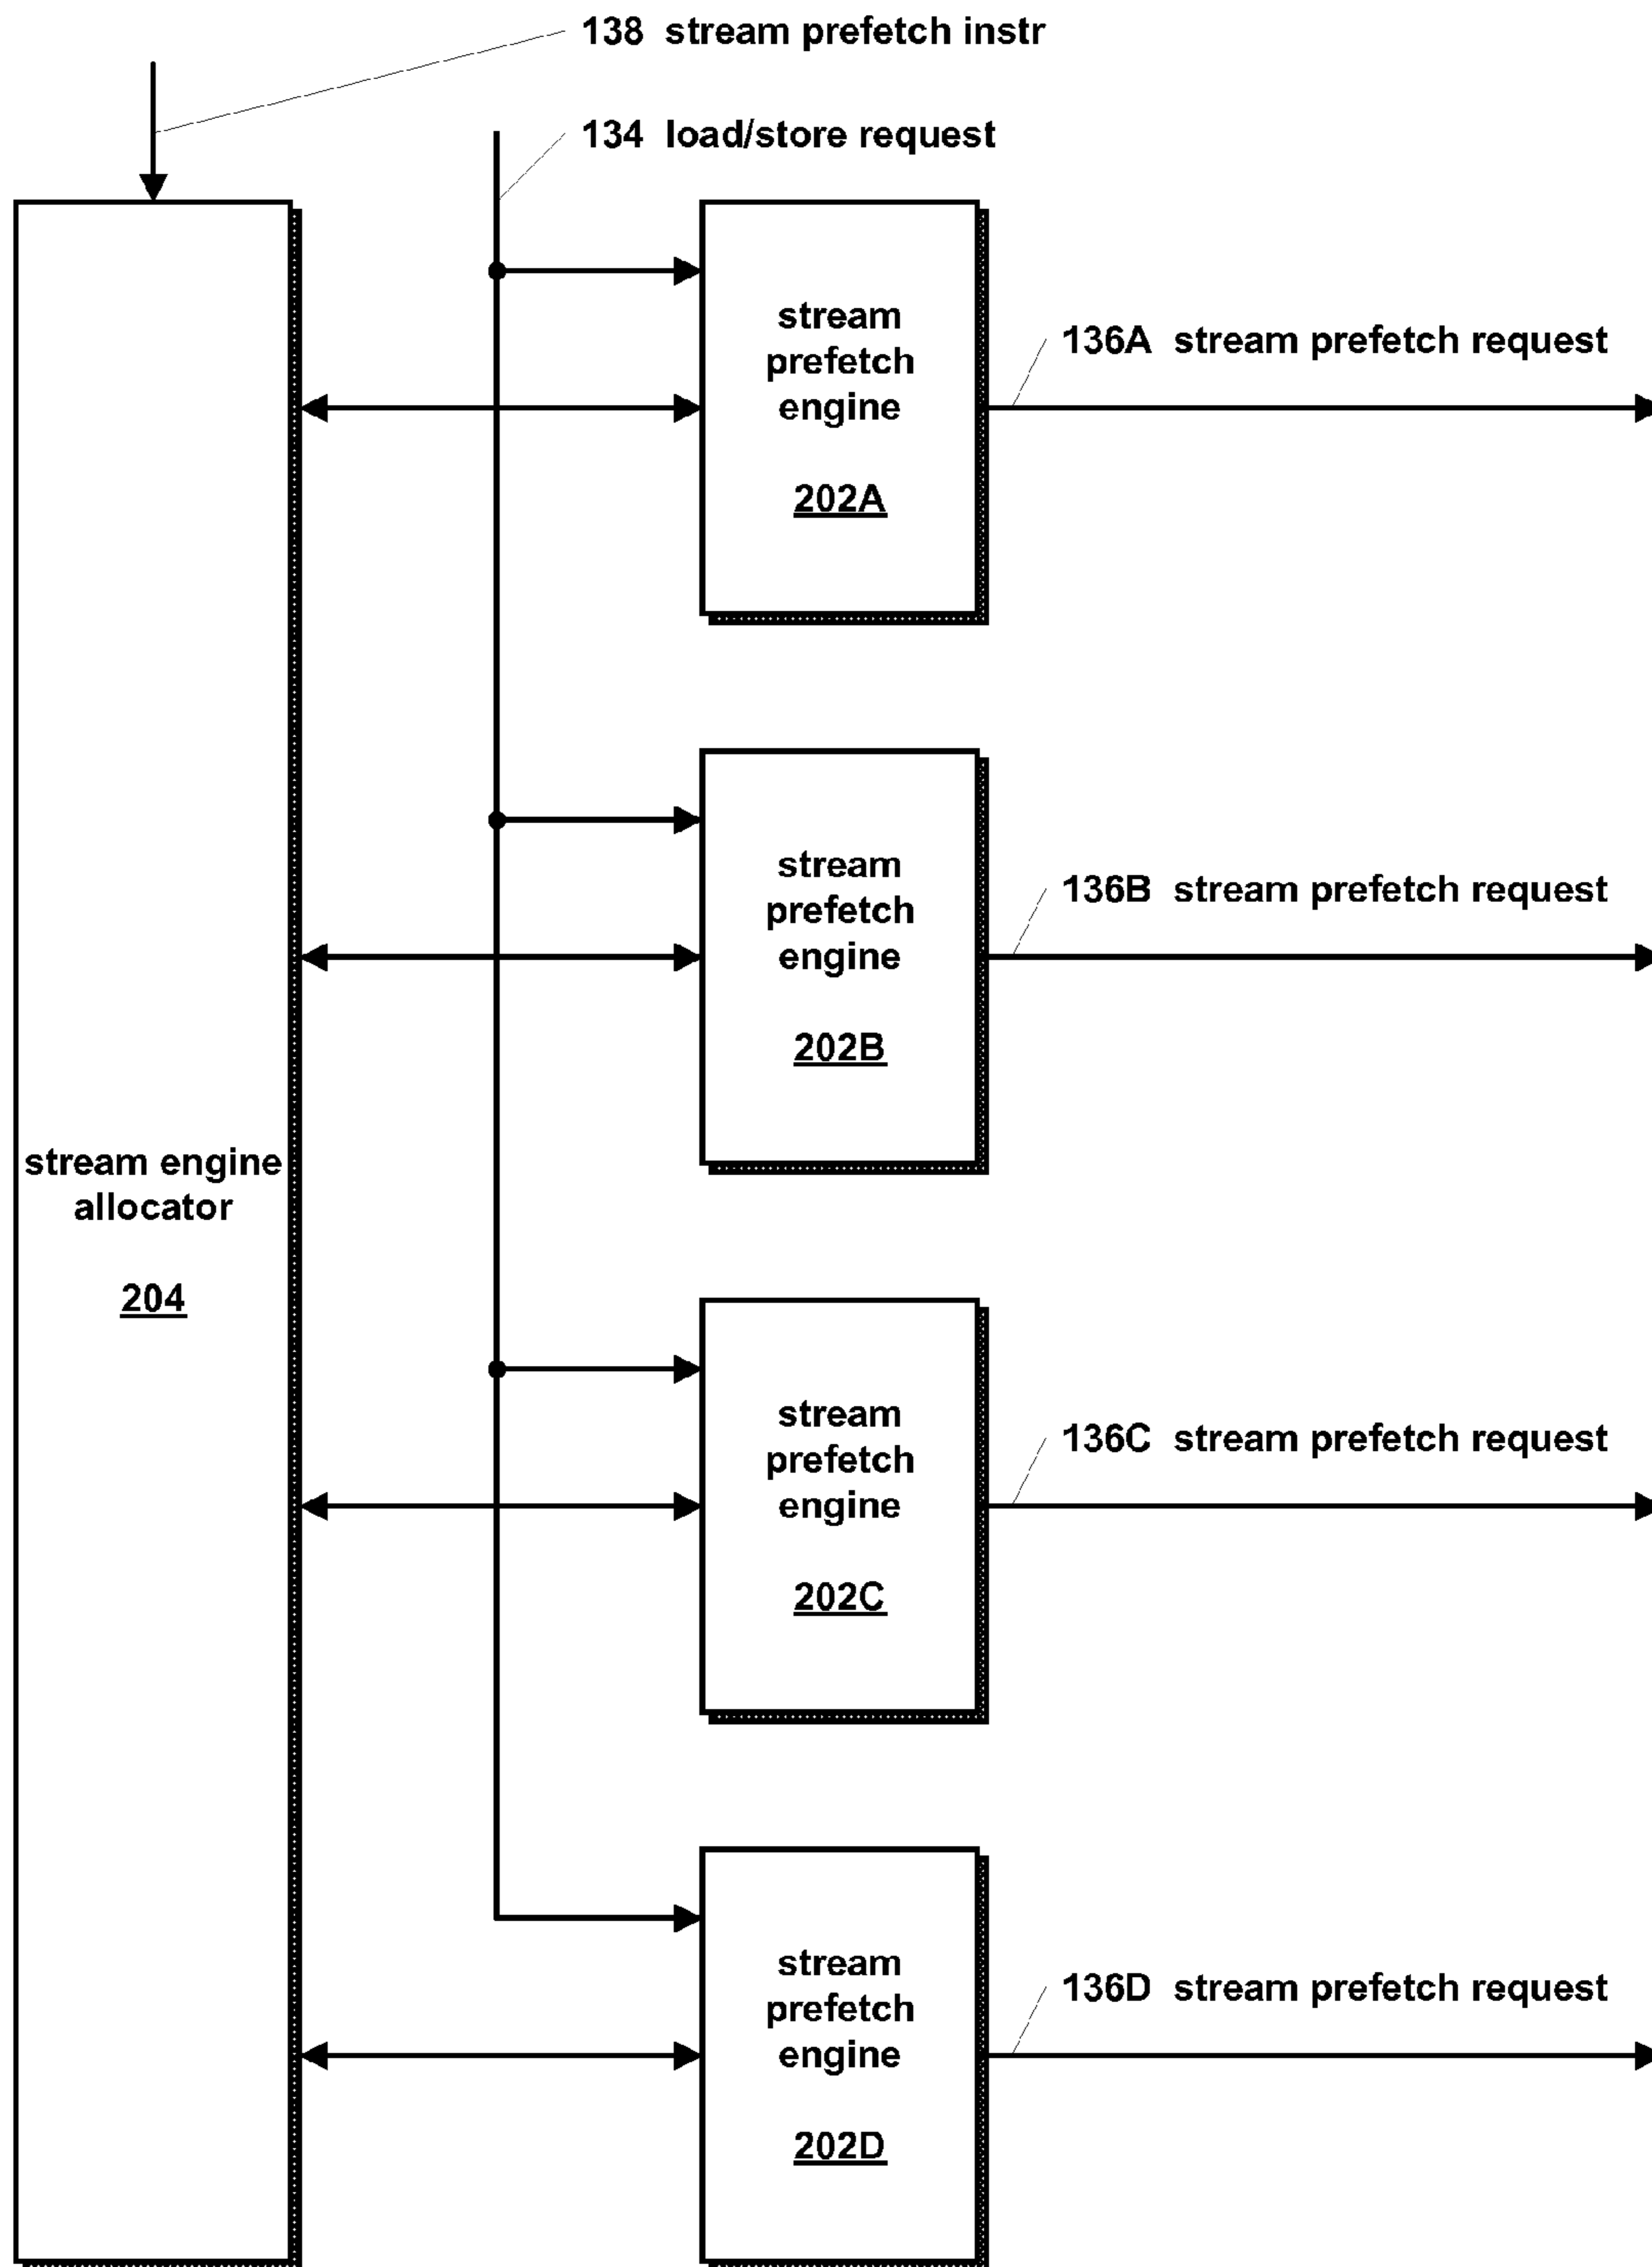 138 stream prefetch instr
134 load/store request
stream
prefetch
engine
202A
136A stream prefetch request
stream
prefetch
engine
202B
136B stream prefetch request
stream engine
allocator
204
stream
prefetch
engine
202C
136C stream prefetch request
stream
prefetch
engine
202D
136D stream prefetch request